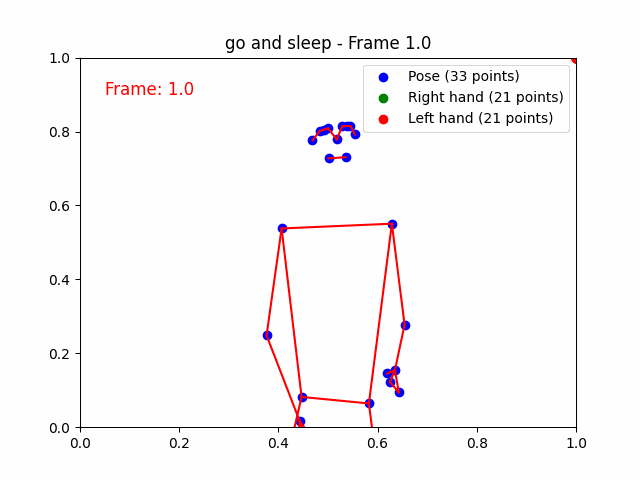 go and sleep - Frame 1.0
Frame: 1.0
Pose (33 points)
Right hand (21 points)
Left hand (21 points)
1.0
0.8
0.6
0.4
0.2
0.0
0.0 0.2 0.4 0.6 0.8 1.0